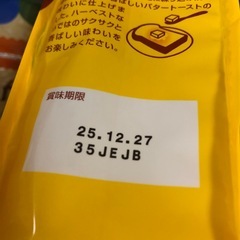 ばしいバタートーストの
わいに仕上げま
た。ハーベストな
ではのサクサクと
ばしい味わいを
お楽しみください。
賞味期限
25.12.27
35JEJB